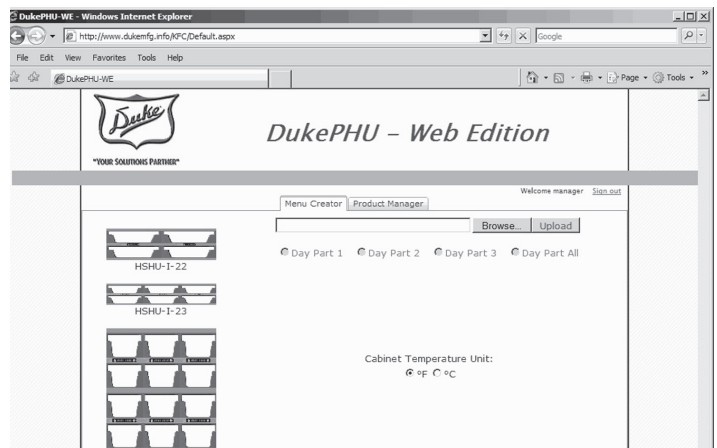 DukePHU-WE - Windows Internet Explorer
http://www.dukemfg.info/KFC/Default.aspx
Google
File Edit View Favorites Tools Help
DukePHU-WE
Page Tools
Duke
"YOUR SOLUTIONS PARTNER"
DukePHU - Web Edition
Welcome manager Sign out
Menu Creator Product Manager
Browse... Upload
Day Part 1 Day Part 2 Day Part 3 Day Part All
HSHU-I-22
HSHU-I-23
Cabinet Temperature Unit:
ºF ºC